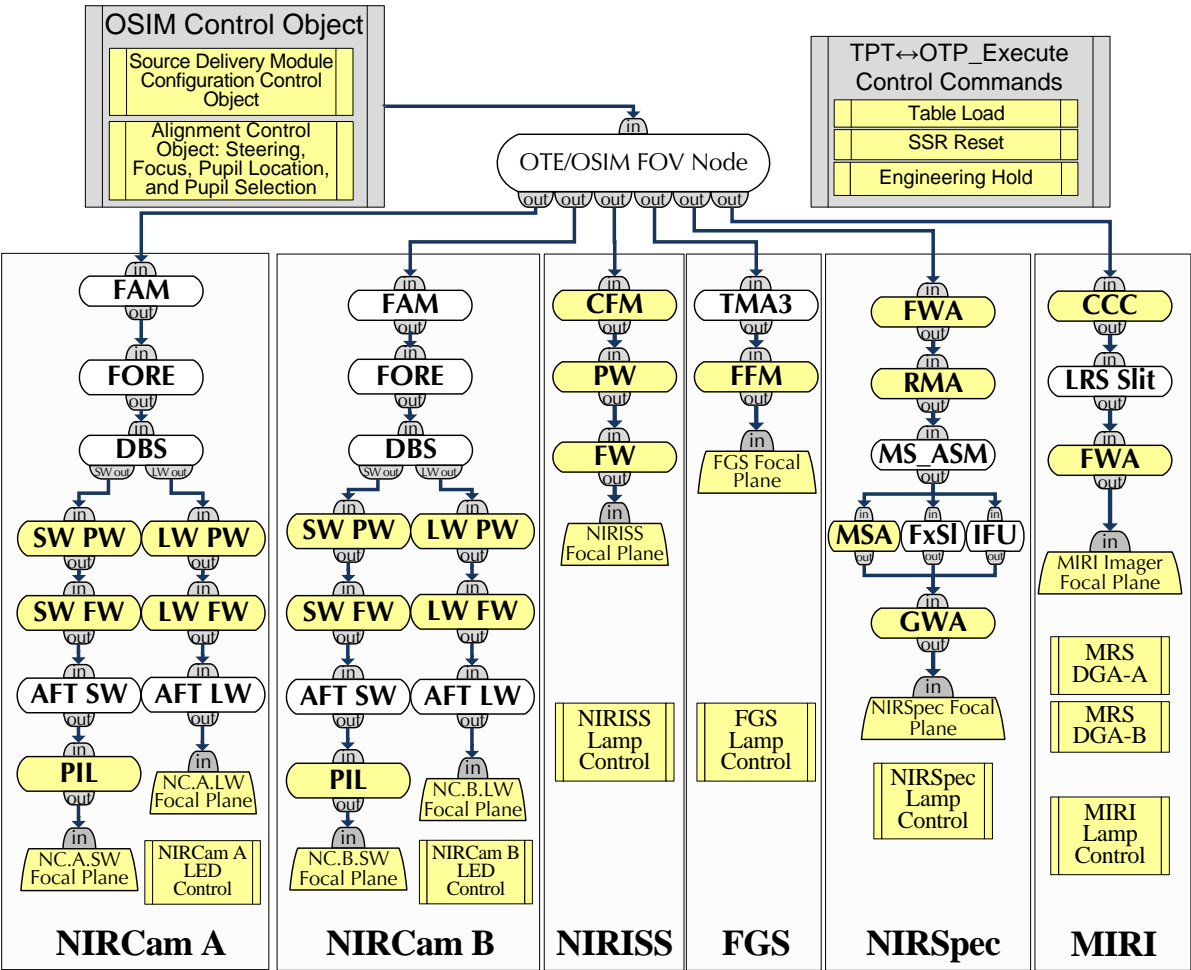 OSIM Control Object
Source Delivery Module
Configuration Control
Object
Alignment Control
Object: Steering,
Focus, Pupil Location,
and Pupil Selection
TPT↔OTP_Execute
Control Commands
Table Load
SSR Reset
Engineering Hold
in
OTE/OSIM FOV Node
out out out out out out
in
FAM
out
in
FORE
out
in
DBS
SW out LW out
in in
SW PW LW PW
out out
in in
SW FW LW FW
out out
in in
AFT SW AFT LW
out out
in
PIL
out
in
NC.A.LW
Focal Plane
in
NC.A.SW
Focal Plane
NIRCam A
LED
Control
NIRCam A
in
FAM
out
in
FORE
out
in
DBS
SW out LW out
in in
SW PW LW PW
out out
in in
SW FW LW FW
out out
in in
AFT SW AFT LW
out out
in
PIL
out
in
NC.B.LW
Focal Plane
in
NC.B.SW
Focal Plane
NIRCam B
LED
Control
NIRCam B
in
CFM
out
in
PW
out
in
FW
out
in
NIRISS
Focal Plane
NIRISS
Lamp
Control
NIRISS
in
TMA3
out
in
FFM
out
in
FGS Focal
Plane
FGS
Lamp
Control
FGS
in
FWA
out
in
RMA
out
in
MS_ASM
out
in in in
MSA FxSl IFU
out out out
in
GWA
out
in
NIRSpec Focal
Plane
NIRSpec
Lamp
Control
NIRSpec
in
CCC
out
in
LRS Slit
out
in
FWA
out
in
MIRI Imager
Focal Plane
MRS
DGA-A
MRS
DGA-B
MIRI
Lamp
Control
MIRI